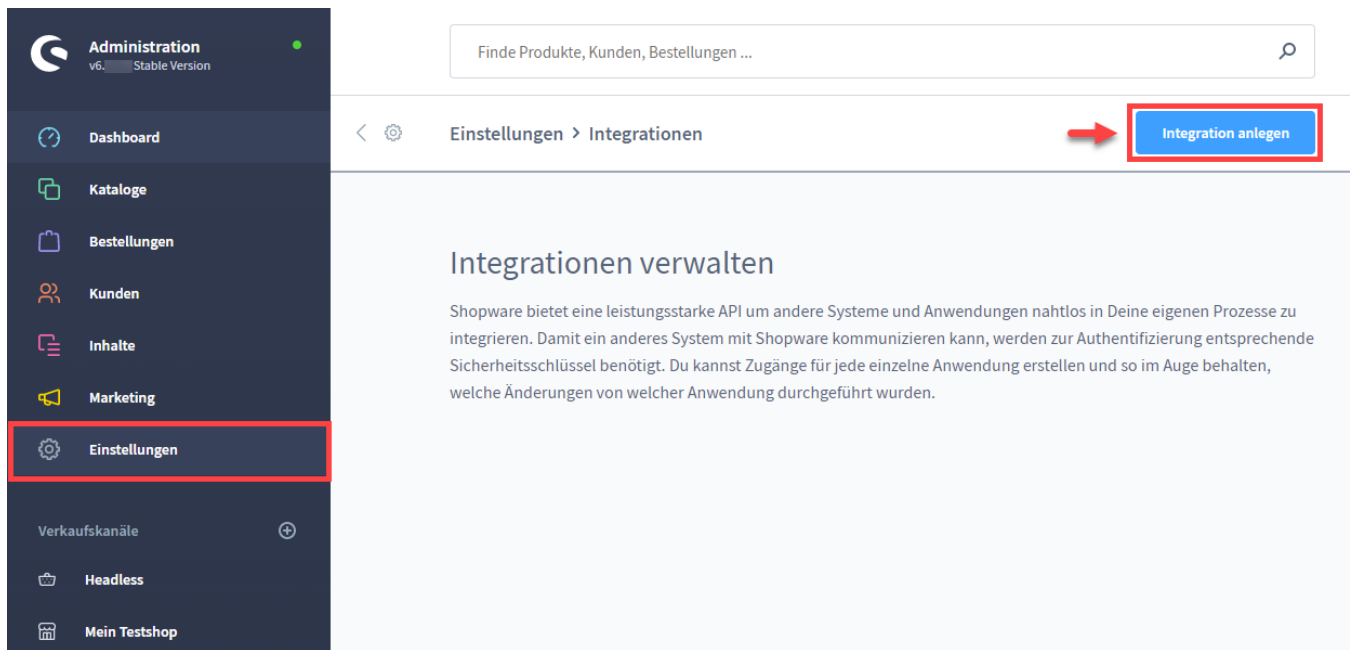 Administration
v6. Stable Version
Dashboard
Kataloge
Bestellungen
Kunden
Inhalte
Marketing
Einstellungen
Verkaufskanäle
Headless
Mein Testshop
Finde Produkte, Kunden, Bestellungen ...
Einstellungen > Integrationen
Integration anlegen
Integrationen verwalten
Shopware bietet eine leistungsstarke API um andere Systeme und Anwendungen nahtlos in Deine eigenen Prozesse zu
integrieren. Damit ein anderes System mit Shopware kommunizieren kann, werden zur Authentifizierung entsprechende
Sicherheitsschlüssel benötigt. Du kannst Zugänge für jede einzelne Anwendung erstellen und so im Auge behalten,
welche Änderungen von welcher Anwendung durchgeführt wurden.